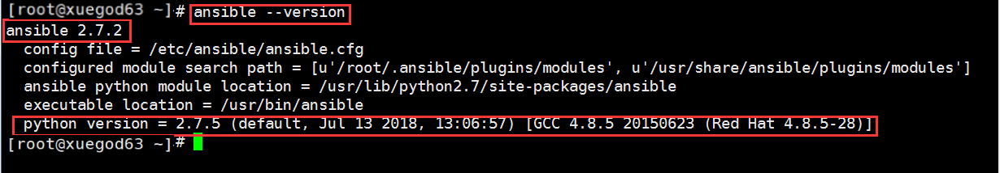 [root@xuegod63 ~]# ansible --version
ansible 2.7.2
  config file = /etc/ansible/ansible.cfg
  configured module search path = [u'/root/.ansible/plugins/modules', u'/usr/share/ansible/plugins/modules']
  ansible python module location = /usr/lib/python2.7/site-packages/ansible
  executable location = /usr/bin/ansible
  python version = 2.7.5 (default, Jul 13 2018, 13:06:57) [GCC 4.8.5 20150623 (Red Hat 4.8.5-28)]
[root@xuegod63 ~]#